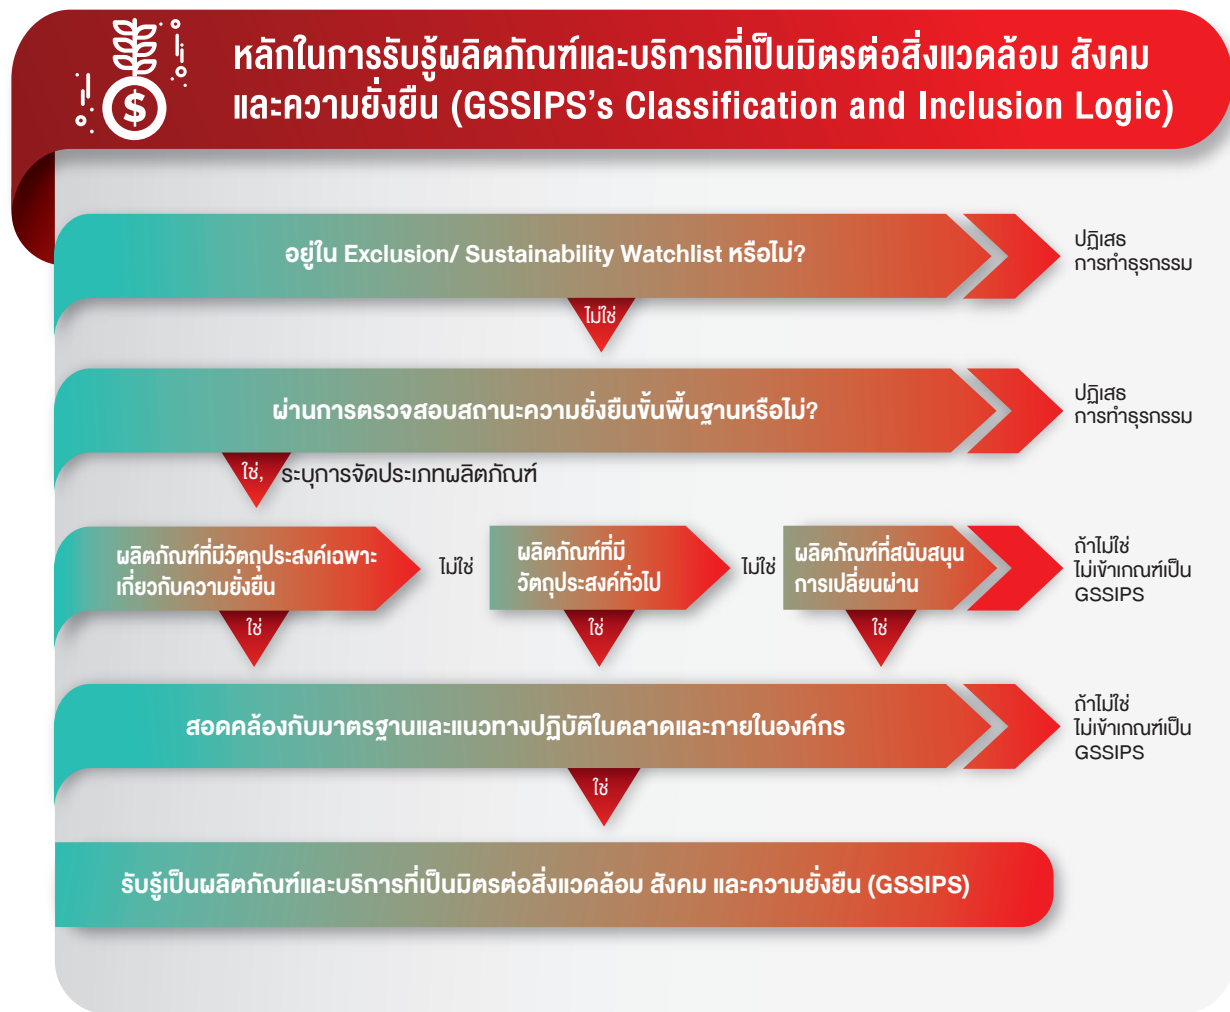 หลักในการรับรู้ผลิตภัณฑ์และบริการที่เป็นมิตรต่อสิ่งแวดล้อม สังคม
และความยั่งยืน (GSSIPS's Classification and Inclusion Logic)
$
อยู่ใน Exclusion/ Sustainability Watchlist หรือไม่?
ปฏิเสธ
การทำธุรกรรม
ไม่ใช่
ผ่านการตรวจสอบสถานะความยั่งยืนขั้นพื้นฐานหรือไม่?
ปฏิเสธ
การทำธุรกรรม
ใช่, ระบุการจัดประเภทผลิตภัณฑ์
ผลิตภัณฑ์ที่มีวัตถุประสงค์เฉพาะ
เกี่ยวกับความยั่งยืน
ไม่ใช่
ผลิตภัณฑ์ที่มี
วัตถุประสงค์ทั่วไป
ไม่ใช่
ผลิตภัณฑ์ที่สนับสนุน
การเปลี่ยนผ่าน
ถ้าไม่ใช่
ไม่เข้าเกณฑ์เป็น
GSSIPS
ใช่
ใช่
ใช่
สอดคล้องกับมาตรฐานและแนวทางปฏิบัติในตลาดและภายในองค์กร
ถ้าไม่ใช่
ไม่เข้าเกณฑ์เป็น
GSSIPS
ใช่
รับรู้เป็นผลิตภัณฑ์และบริการที่เป็นมิตรต่อสิ่งแวดล้อม สังคม และความยั่งยืน (GSSIPS)